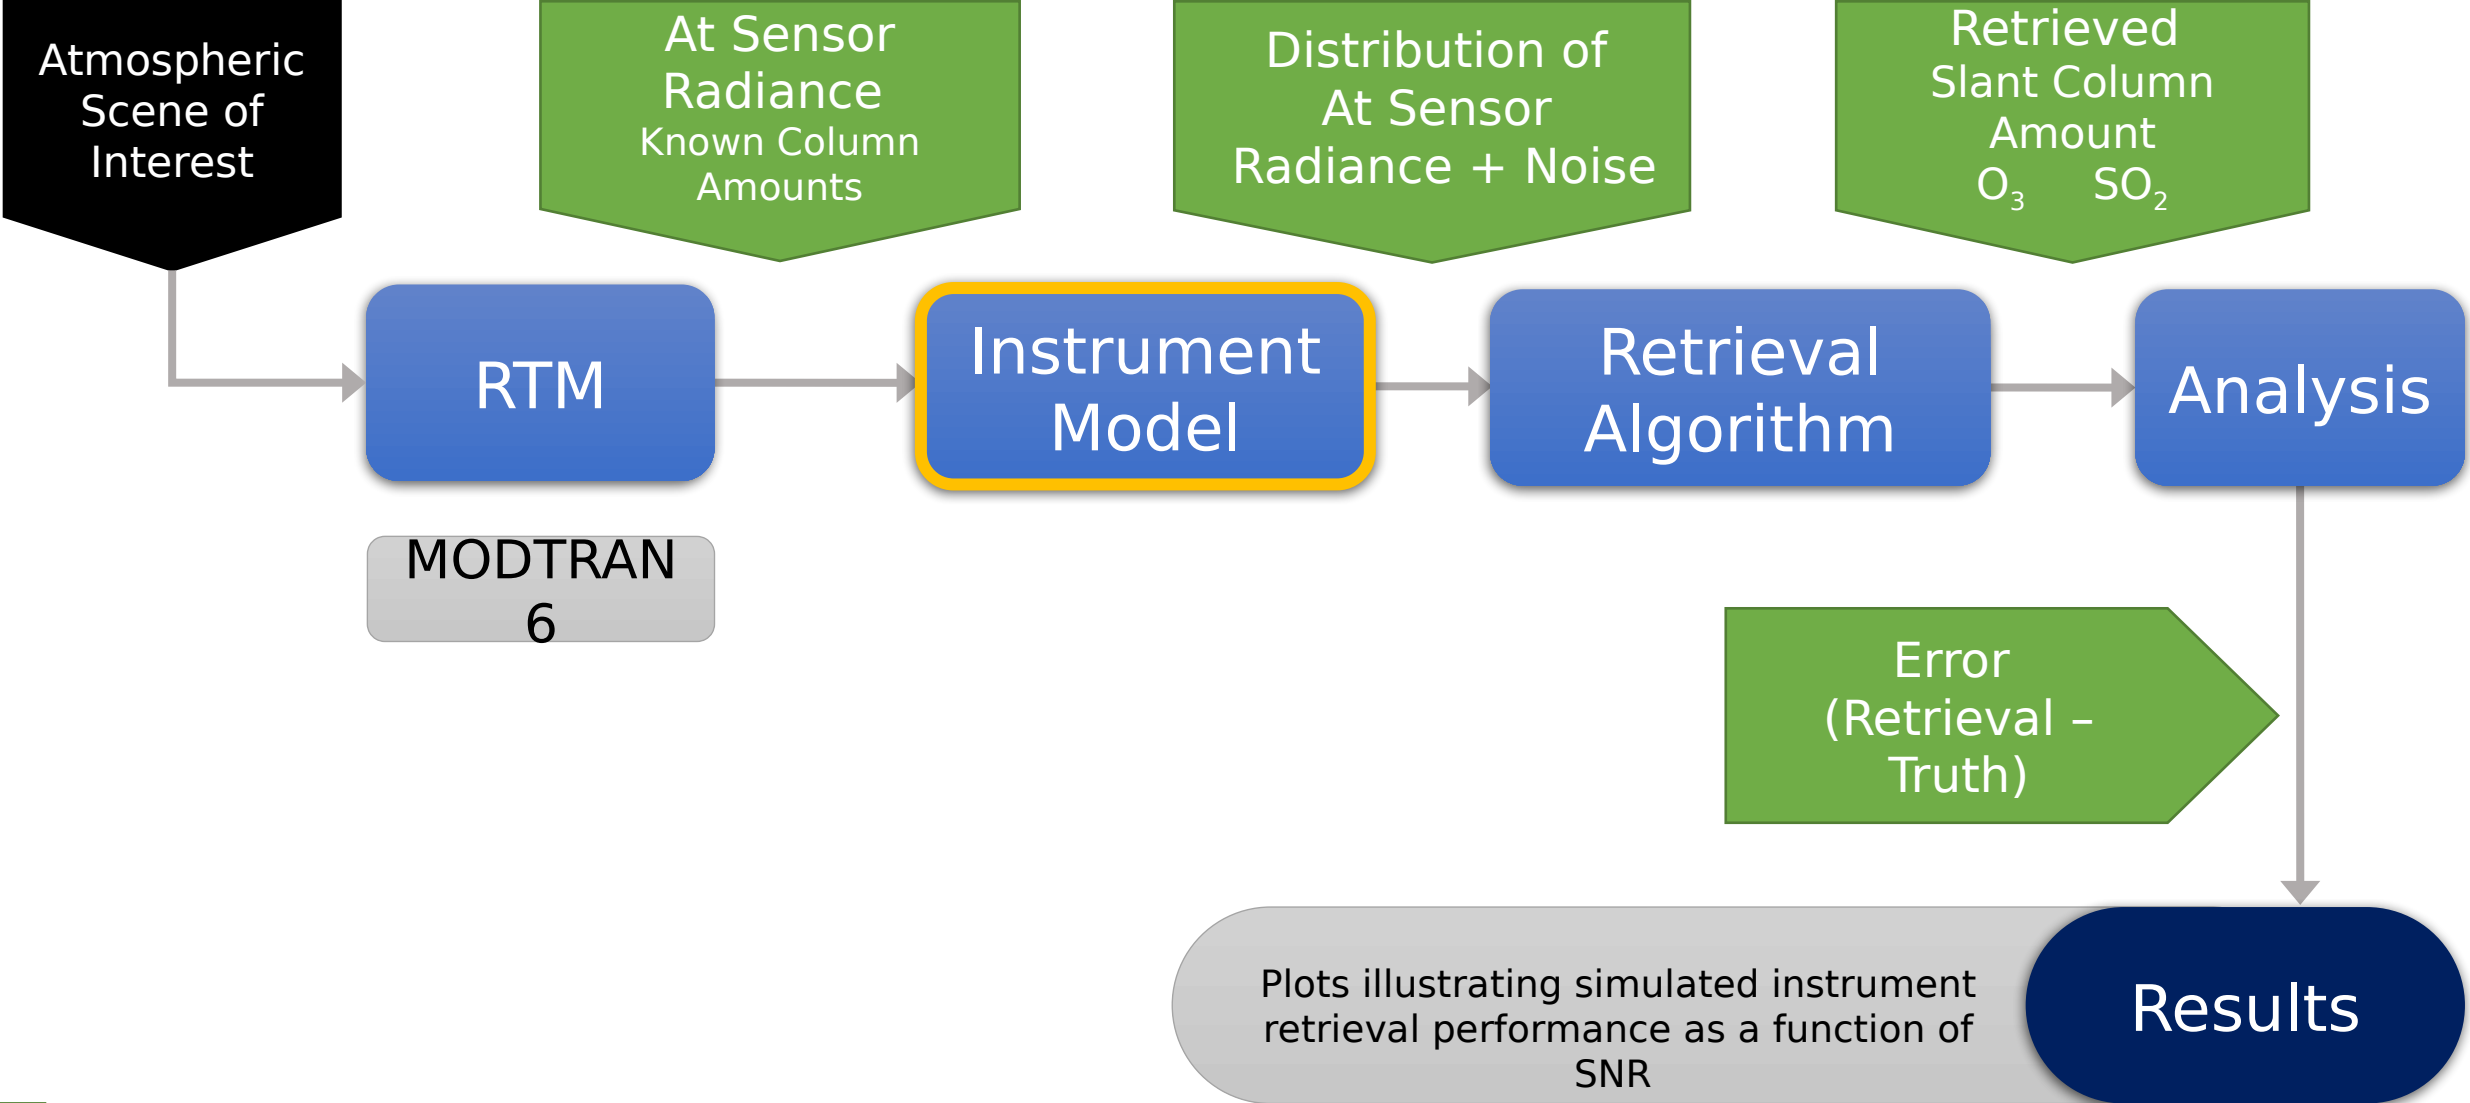 Atmospheric
Scene of
Interest
At Sensor
Radiance
Known Column
Amounts
Distribution of
At Sensor
Radiance + Noise
Retrieved
Slant Column
Amount
O₃ SO₂
RTM
Instrument
Model
Retrieval
Algorithm
Analysis
MODTRAN
6
Error
(Retrieval –
Truth)
Plots illustrating simulated instrument
retrieval performance as a function of
SNR
Results